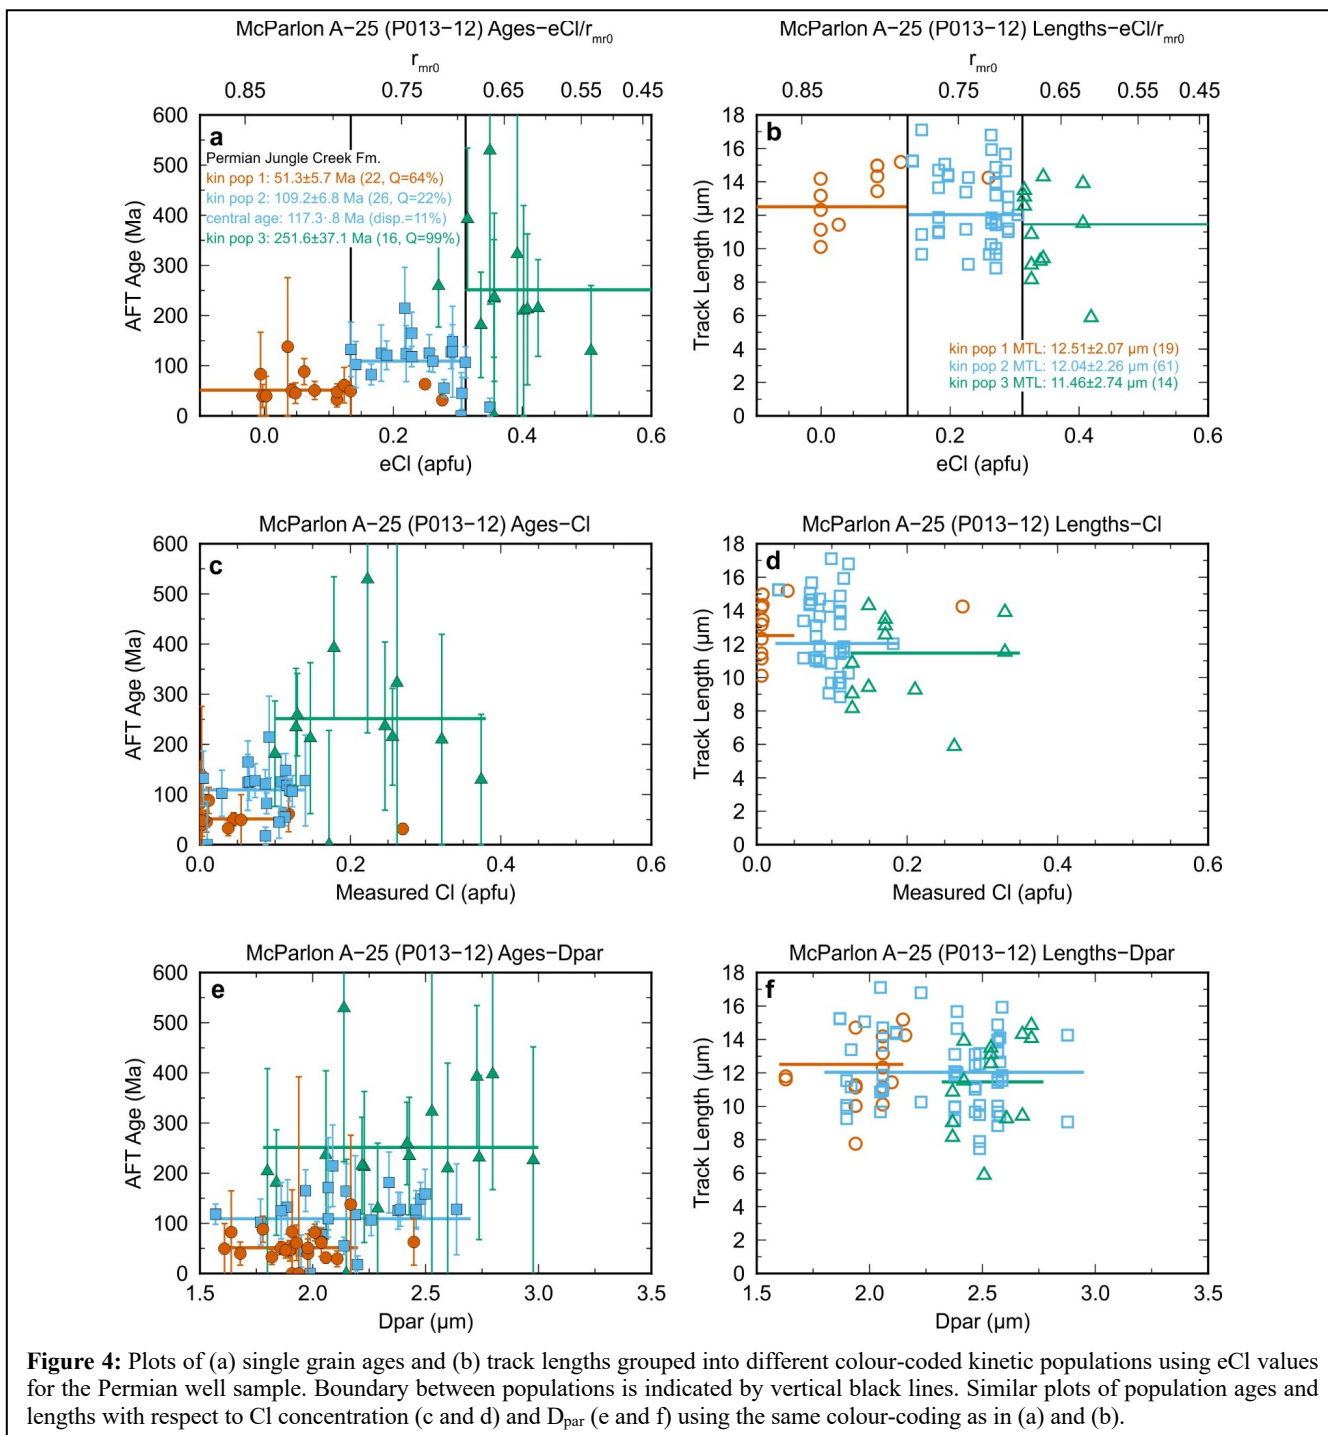 McParlon A−25 (P013−12) Ages−eCl/rmr0
rmr0
0.85 0.75 0.65 0.55 0.45
600
500
400
300
200
100
0
AFT Age (Ma)
a
Permian Jungle Creek Fm.
kin pop 1: 51.3±5.7 Ma (22, Q=64%)
kin pop 2: 109.2±6.8 Ma (26, Q=22%)
central age: 117.3·.8 Ma (disp.=11%)
kin pop 3: 251.6±37.1 Ma (16, Q=99%)
0.0 0.2 0.4 0.6
eCl (apfu)
McParlon A−25 (P013−12) Lengths−eCl/rmr0
rmr0
0.85 0.75 0.65 0.55 0.45
18
16
14
12
10
8
6
4
2
0
Track Length (µm)
b
kin pop 1 MTL: 12.51±2.07 µm (19)
kin pop 2 MTL: 12.04±2.26 µm (61)
kin pop 3 MTL: 11.46±2.74 µm (14)
0.0 0.2 0.4 0.6
eCl (apfu)
McParlon A−25 (P013−12) Ages−Cl
600
500
400
300
200
100
0
AFT Age (Ma)
c
0.0 0.2 0.4 0.6
Measured Cl (apfu)
McParlon A−25 (P013−12) Lengths−Cl
18
16
14
12
10
8
6
4
2
0
Track Length (µm)
d
0.0 0.2 0.4 0.6
Measured Cl (apfu)
McParlon A−25 (P013−12) Ages−Dpar
600
500
400
300
200
100
0
AFT Age (Ma)
e
1.5 2.0 2.5 3.0 3.5
Dpar (µm)
McParlon A−25 (P013−12) Lengths−Dpar
18
16
14
12
10
8
6
4
2
0
Track Length (µm)
f
1.5 2.0 2.5 3.0 3.5
Dpar (µm)
Figure 4: Plots of (a) single grain ages and (b) track lengths grouped into different colour-coded kinetic populations using eCl values
for the Permian well sample. Boundary between populations is indicated by vertical black lines. Similar plots of population ages and
lengths with respect to Cl concentration (c and d) and Dpar (e and f) using the same colour-coding as in (a) and (b).